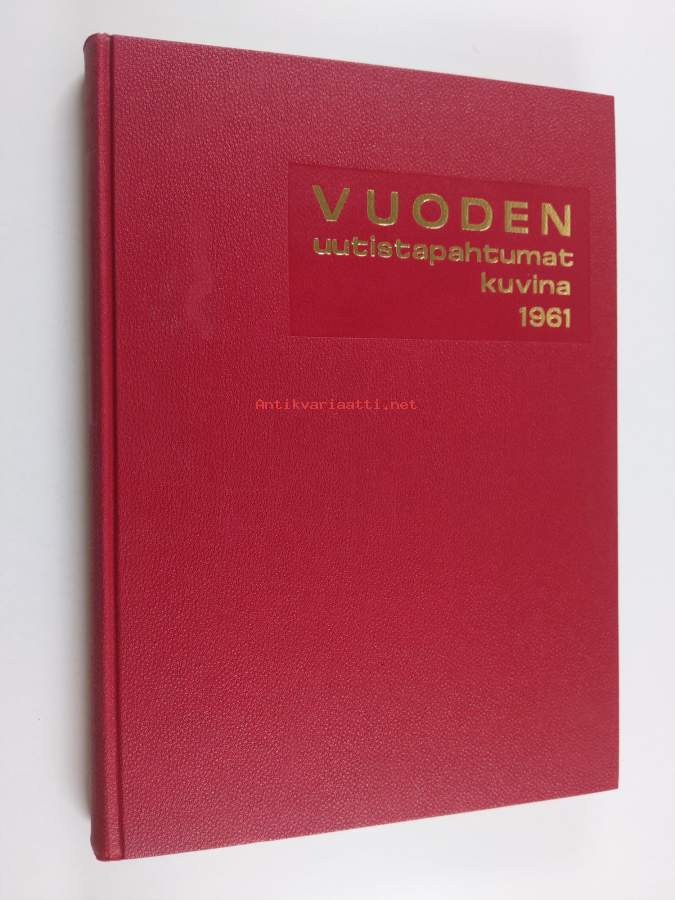 VUODEN
uutistapahtumat
kuvina
1961
Antikvariaatti.net